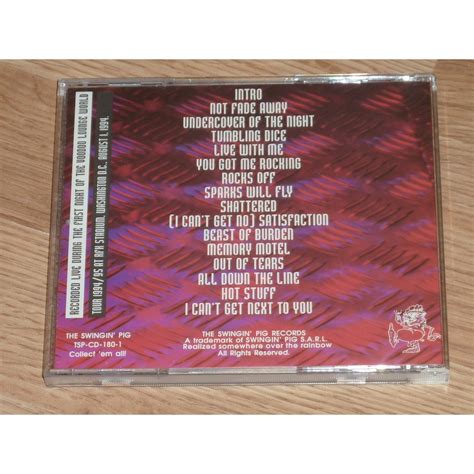 RECORDED LIVE DURING THE FIRST NIGHT OF THE VOODOO LOUNGE WORLD
TOUR 1994/95 AT RFK STADIUM, WASHINGTON D.C., AUGUST 1, 1994.
INTRO
NOT FADE AWAY
UNDERCOVER OF THE NIGHT
TUMBLING DICE
LIVE WITH ME
YOU GOT ME ROCKING
ROCKS OFF
SPARKS WILL FLY
SHATTERED
(I CAN'T GET NO) SATISFACTION
BEAST OF BURDEN
MEMORY MOTEL
OUT OF TEARS
ALL DOWN THE LINE
HOT STUFF
I CAN'T GET NEXT TO YOU
THE SWINGIN' PIG
TSP-CD-180-1
Collect 'em all!
THE SWINGIN' PIG RECORDS
A trademark of SWINGIN' PIG S.A.R.L.
Realized somewhere over the rainbow
All Rights Reserved.